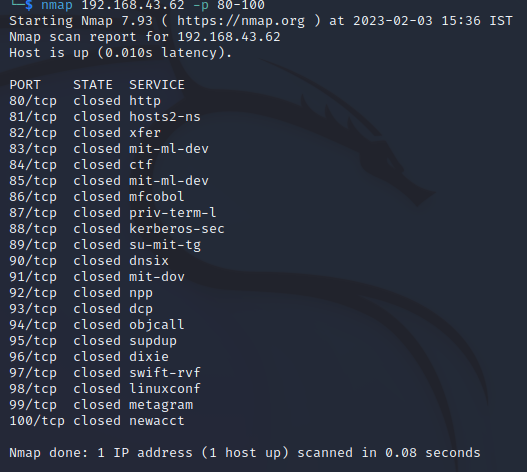 └─$ nmap 192.168.43.62 -p 80-100
Starting Nmap 7.93 ( https://nmap.org ) at 2023-02-03 15:36 IST
Nmap scan report for 192.168.43.62
Host is up (0.010s latency).
PORT STATE SERVICE
80/tcp closed http
81/tcp closed hosts2-ns
82/tcp closed xfer
83/tcp closed mit-ml-dev
84/tcp closed ctf
85/tcp closed mit-ml-dev
86/tcp closed mfcobol
87/tcp closed priv-term-l
88/tcp closed kerberos-sec
89/tcp closed su-mit-tg
90/tcp closed dnsix
91/tcp closed mit-dov
92/tcp closed npp
93/tcp closed dcp
94/tcp closed objcall
95/tcp closed supdup
96/tcp closed dixie
97/tcp closed swift-rvf
98/tcp closed linuxconf
99/tcp closed metagram
100/tcp closed newacct
Nmap done: 1 IP address (1 host up) scanned in 0.08 seconds